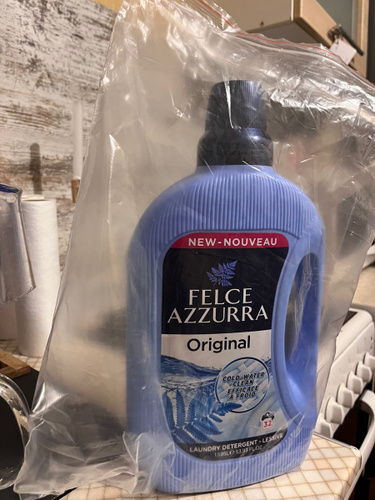 NEW-NOUVEAU
FELCE
AZZURRA
Original
COLD-WATER
CLEAN
EFFICACE
À FROID
32
LAUNDRY DETERGENT - LESSIVE